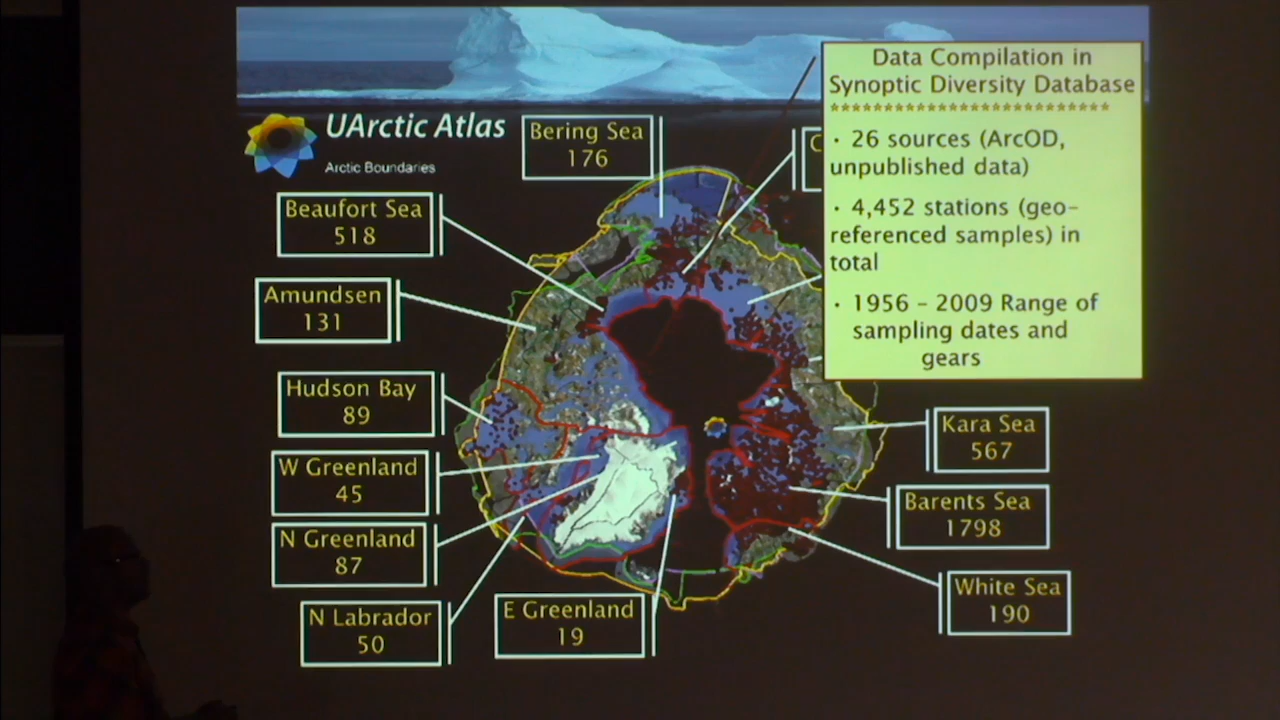 UArctic Atlas
Arctic Boundaries
Data Compilation in
Synoptic Diversity Database
*************************
· 26 sources (ArcOD,
unpublished data)
· 4,452 stations (geo-
referenced samples) in
total
· 1956 – 2009 Range of
sampling dates and
gears
Bering Sea
176
C
Beaufort Sea
518
Amundsen
131
Hudson Bay
89
W Greenland
45
N Greenland
87
N Labrador
50
E Greenland
19
Kara Sea
567
Barents Sea
1798
White Sea
190